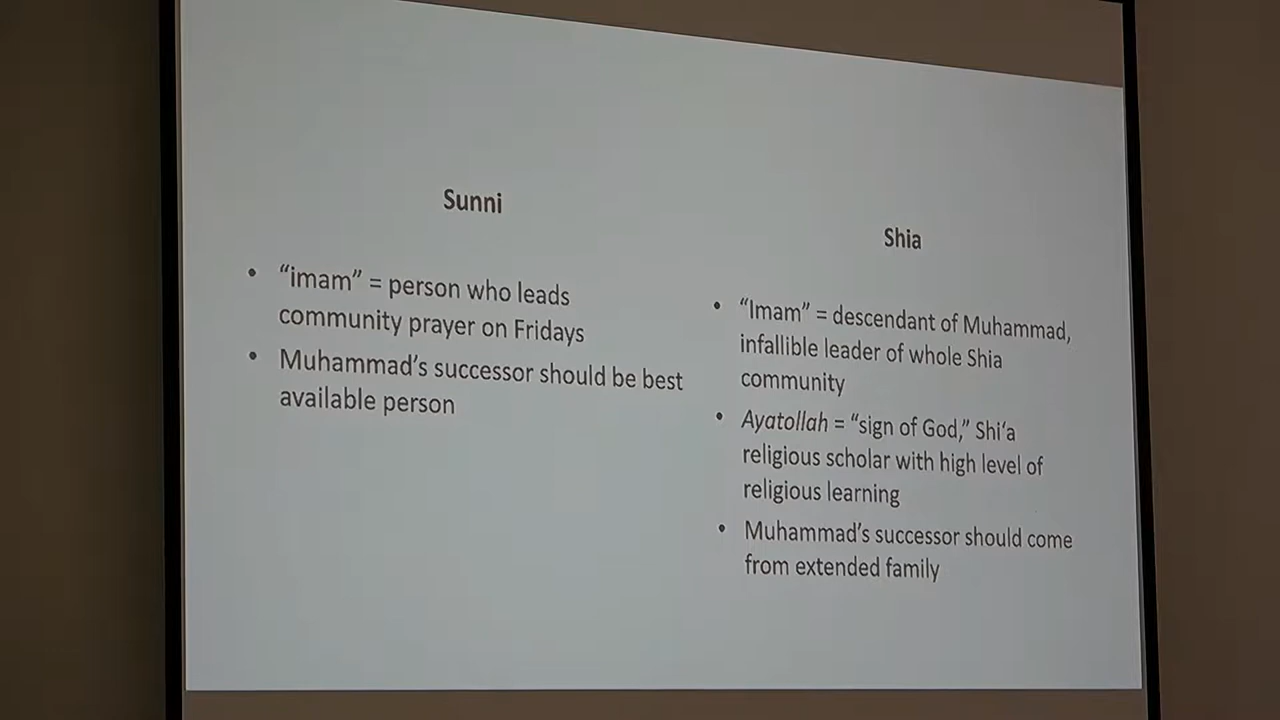 Sunni
• “imam” = person who leads
community prayer on Fridays
• Muhammad’s successor should be best
available person
Shia
• “Imam” = descendant of Muhammad,
infallible leader of whole Shia
community
• Ayatollah = “sign of God,” Shi‘a
religious scholar with high level of
religious learning
• Muhammad’s successor should come
from extended family